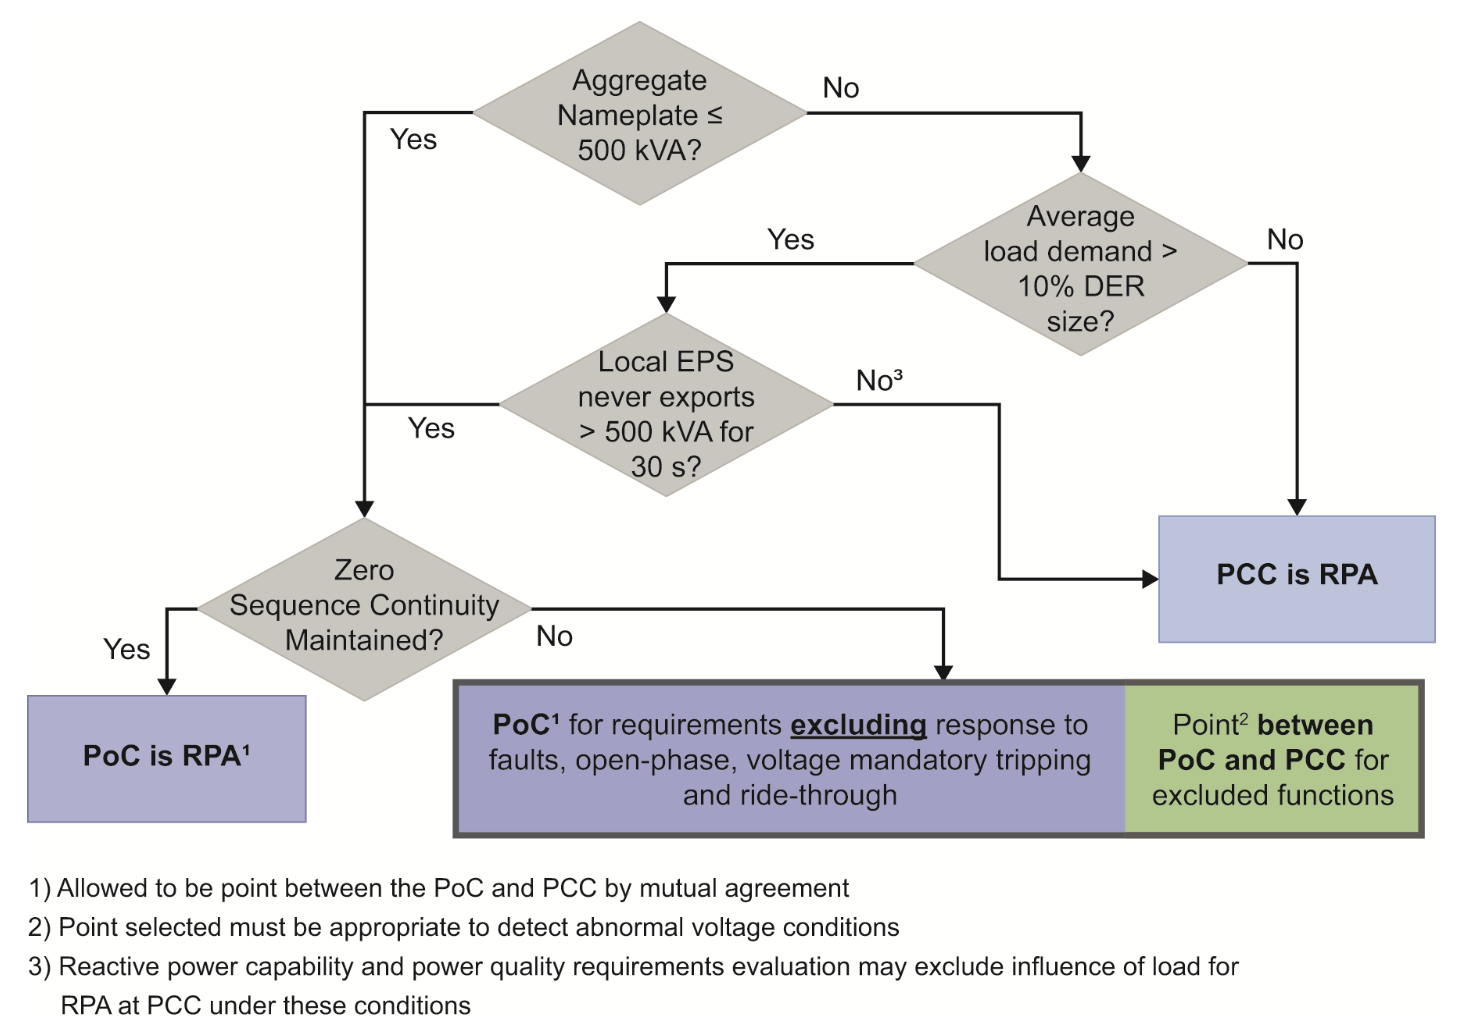 Aggregate
Nameplate ≤
500 kVA?
Yes
No
Average
load demand >
10% DER
size?
Yes
No
Local EPS
never exports
> 500 kVA for
30 s?
Yes
No³
Zero
Sequence Continuity
Maintained?
Yes
No
PCC is RPA
PoC is RPA¹
PoC¹ for requirements excluding response to
faults, open-phase, voltage mandatory tripping
and ride-through
Point² between
PoC and PCC for
excluded functions
1) Allowed to be point between the PoC and PCC by mutual agreement
2) Point selected must be appropriate to detect abnormal voltage conditions
3) Reactive power capability and power quality requirements evaluation may exclude influence of load for
RPA at PCC under these conditions